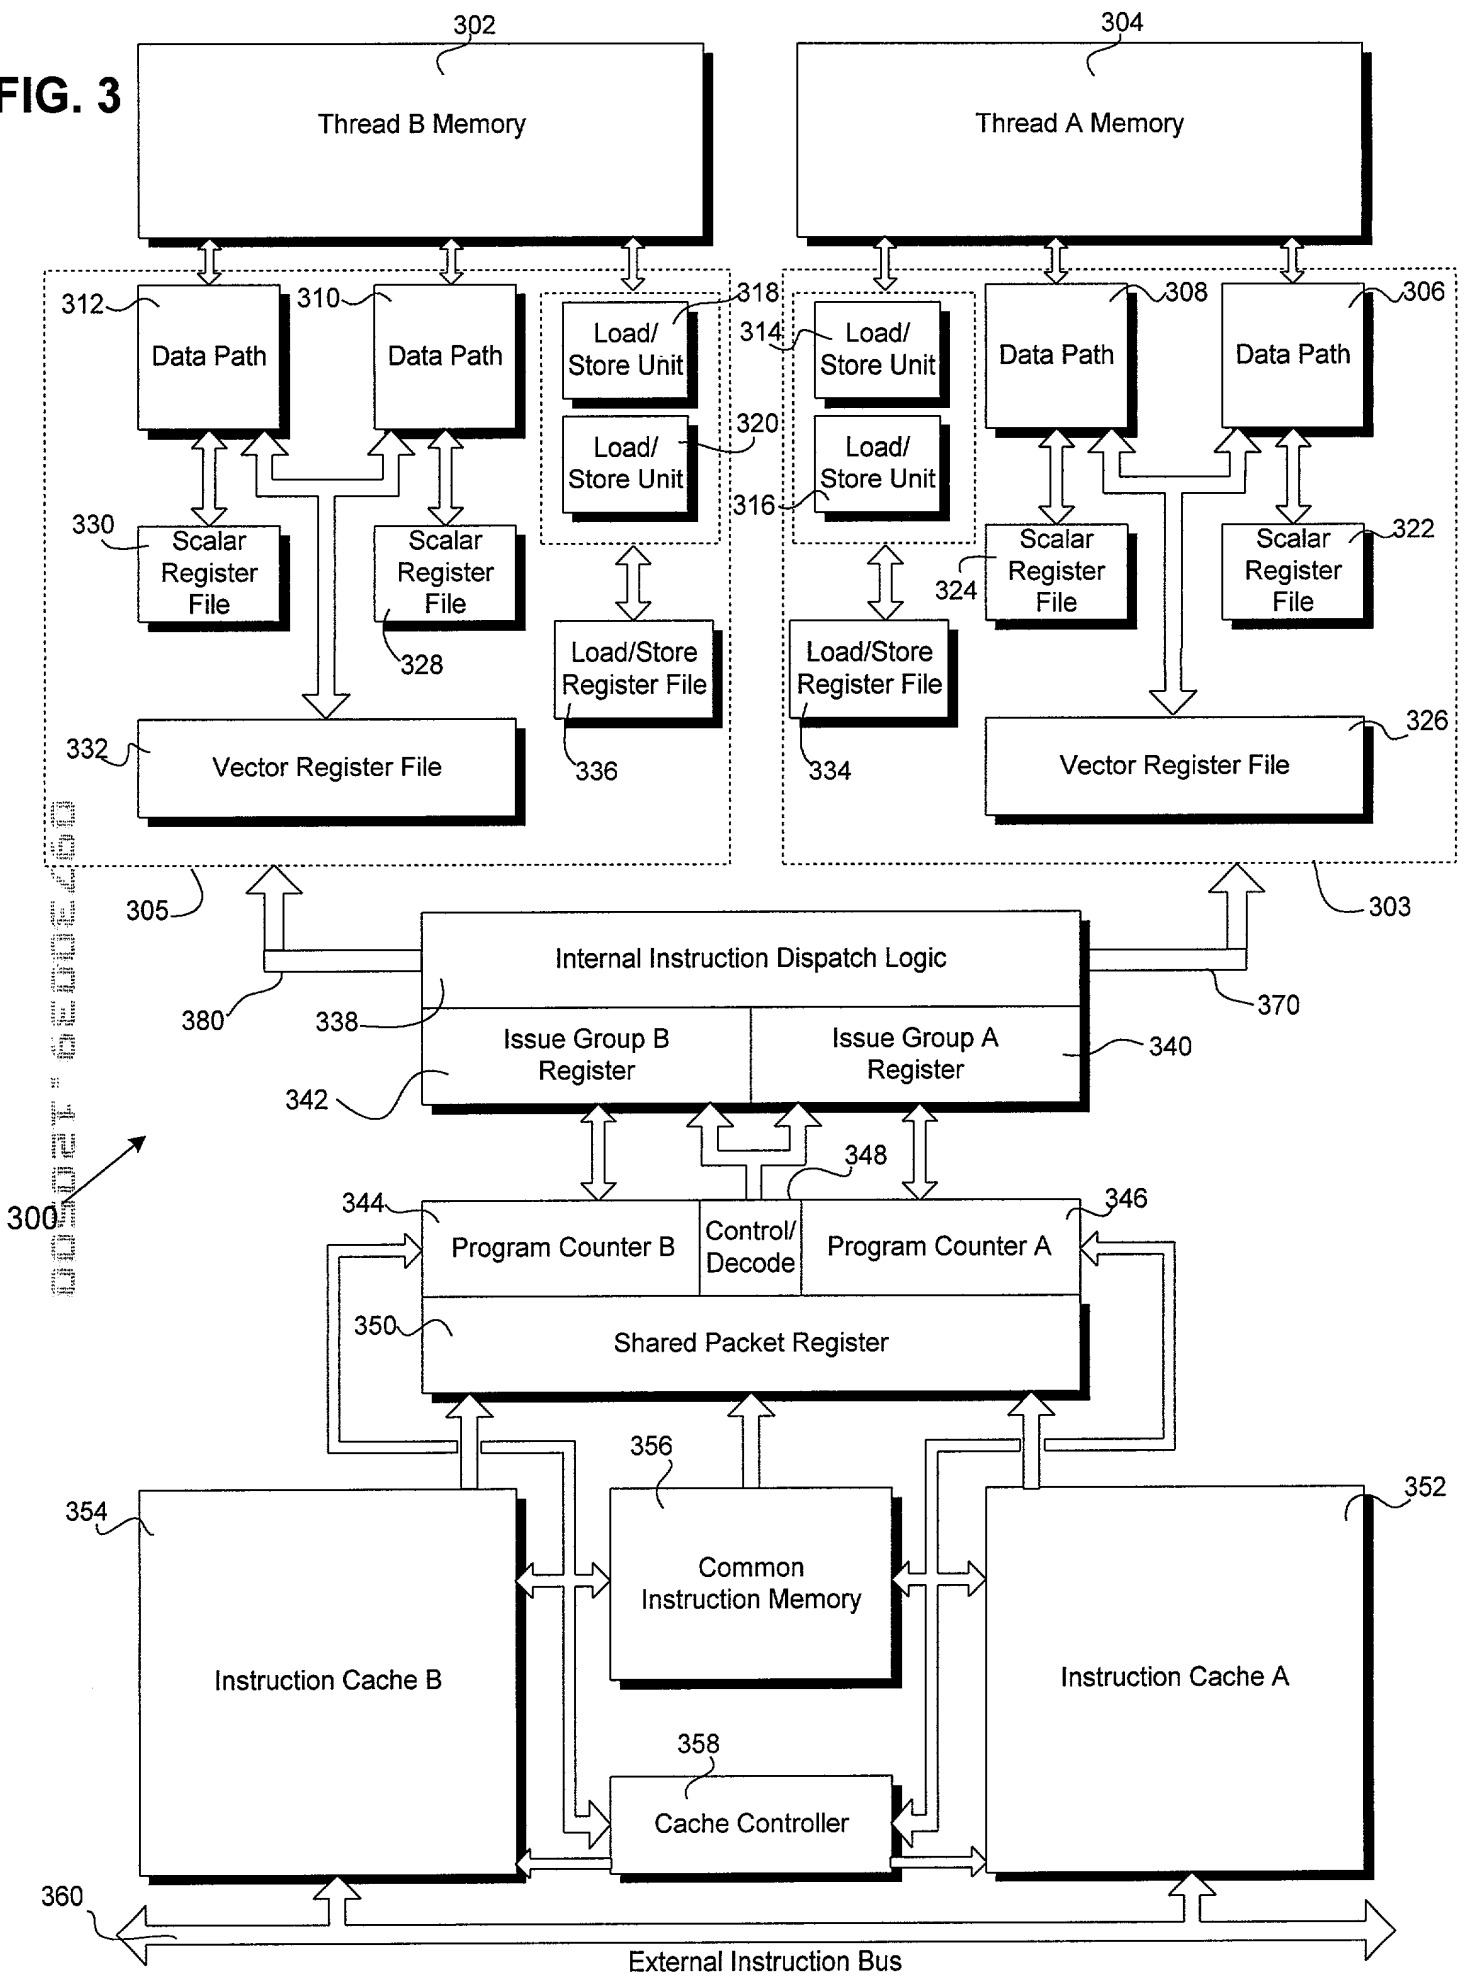 302
304
FIG. 3
Thread B Memory
Thread A Memory
312
310
318
314
308
306
Data Path
Data Path
Load/
Store Unit
Load/
Store Unit
Data Path
Data Path
320
Load/
Store Unit
Load/
Store Unit
316
330
Scalar
Register
File
Scalar
Register
File
328
324
Scalar
Register
File
Scalar
Register
File
322
Load/Store
Register File
Load/Store
Register File
332
Vector Register File
336
334
Vector Register File
326
305
303
Internal Instruction Dispatch Logic
380
338
370
Issue Group B
Register
Issue Group A
Register
340
342
348
344
346
300
Program Counter B
Control/
Decode
Program Counter A
350
Shared Packet Register
356
354
352
Common
Instruction Memory
Instruction Cache B
Instruction Cache A
358
Cache Controller
360
External Instruction Bus
09730039 . 120500